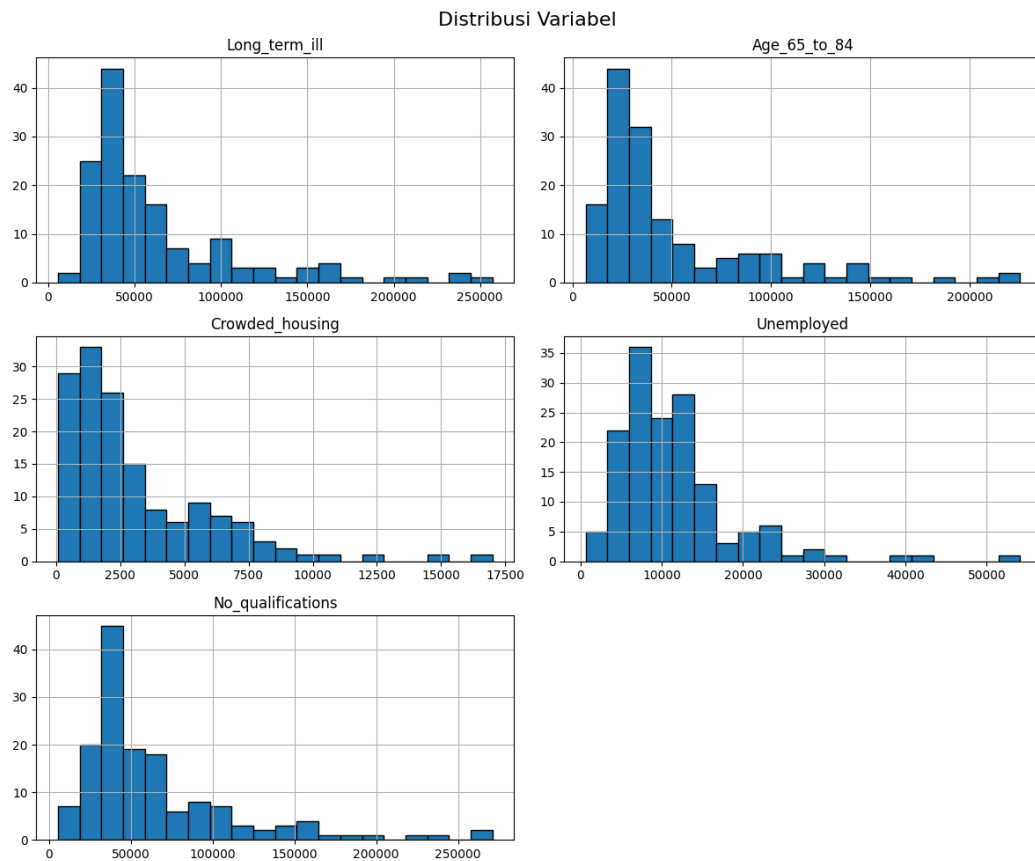 Distribusi Variabel
Long_term_ill
40
30
20
10
0
0 50000 100000 150000 200000 250000
Age_65_to_84
40
30
20
10
0
0 50000 100000 150000 200000
Crowded_housing
30
25
20
15
10
5
0
0 2500 5000 7500 10000 12500 15000 17500
Unemployed
35
30
25
20
15
10
5
0
0 10000 20000 30000 40000 50000
No_qualifications
40
30
20
10
0
0 50000 100000 150000 200000 250000